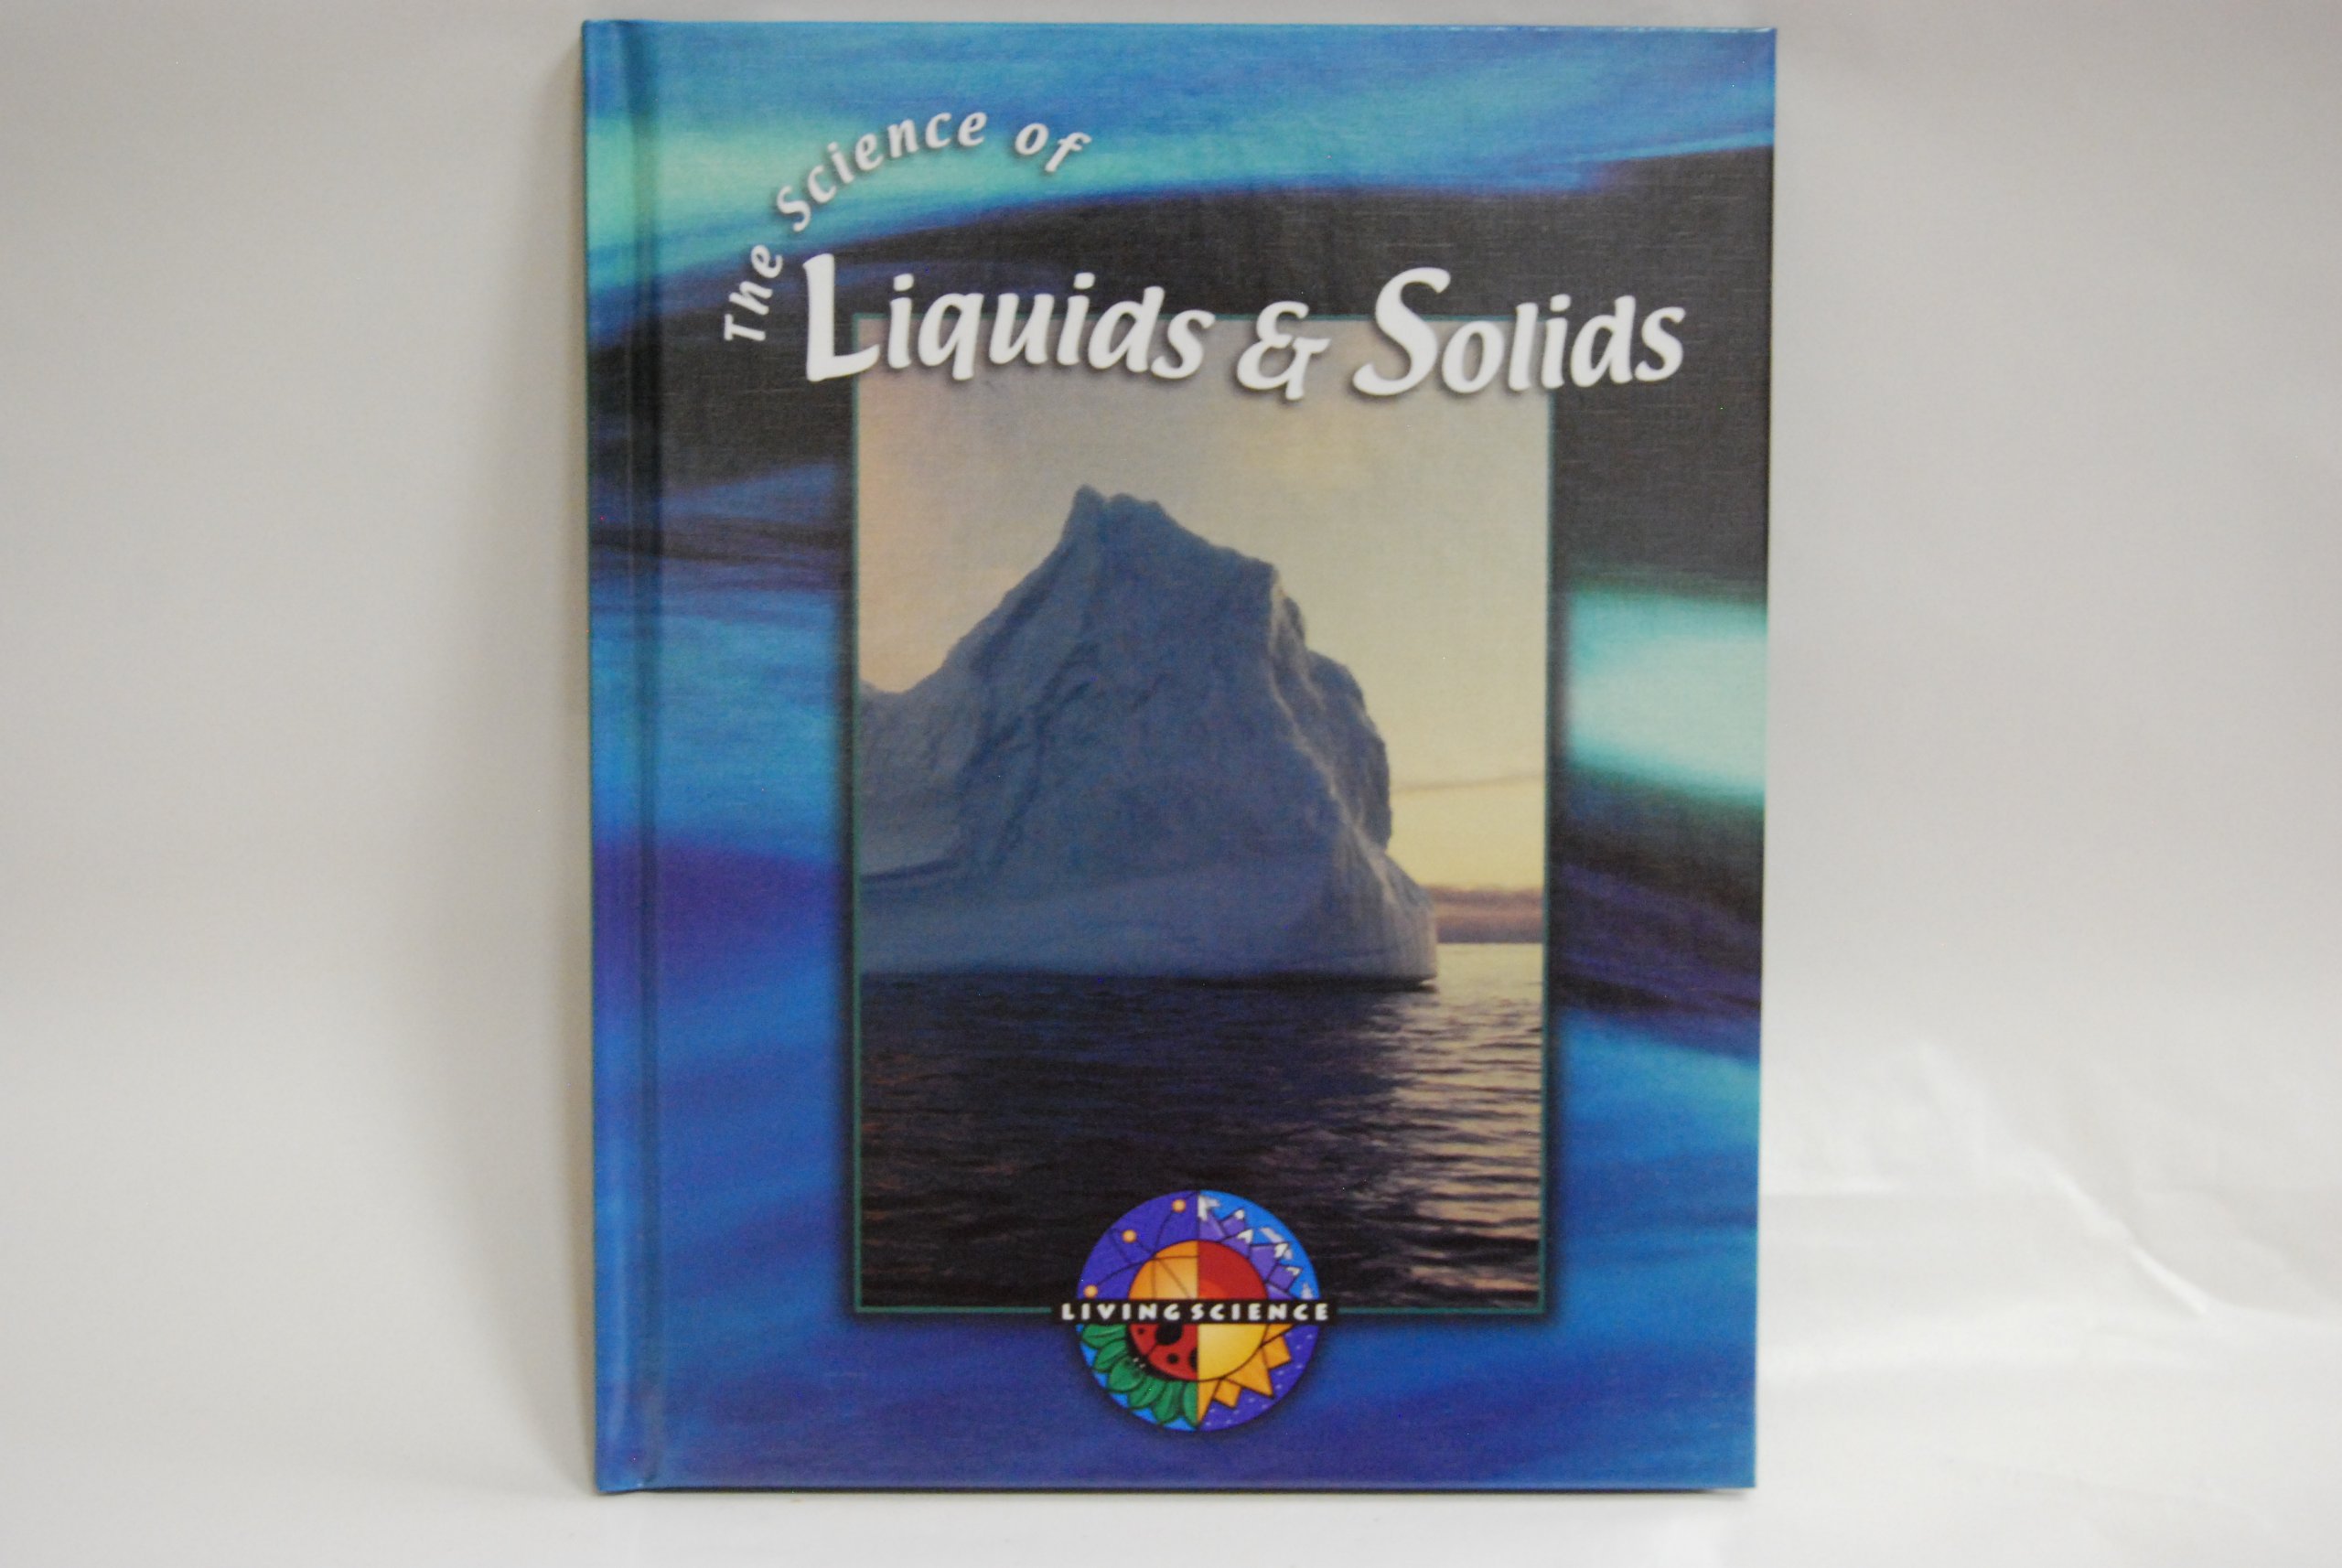 The Science of
Liquids & Solids
LIVING SCIENCE